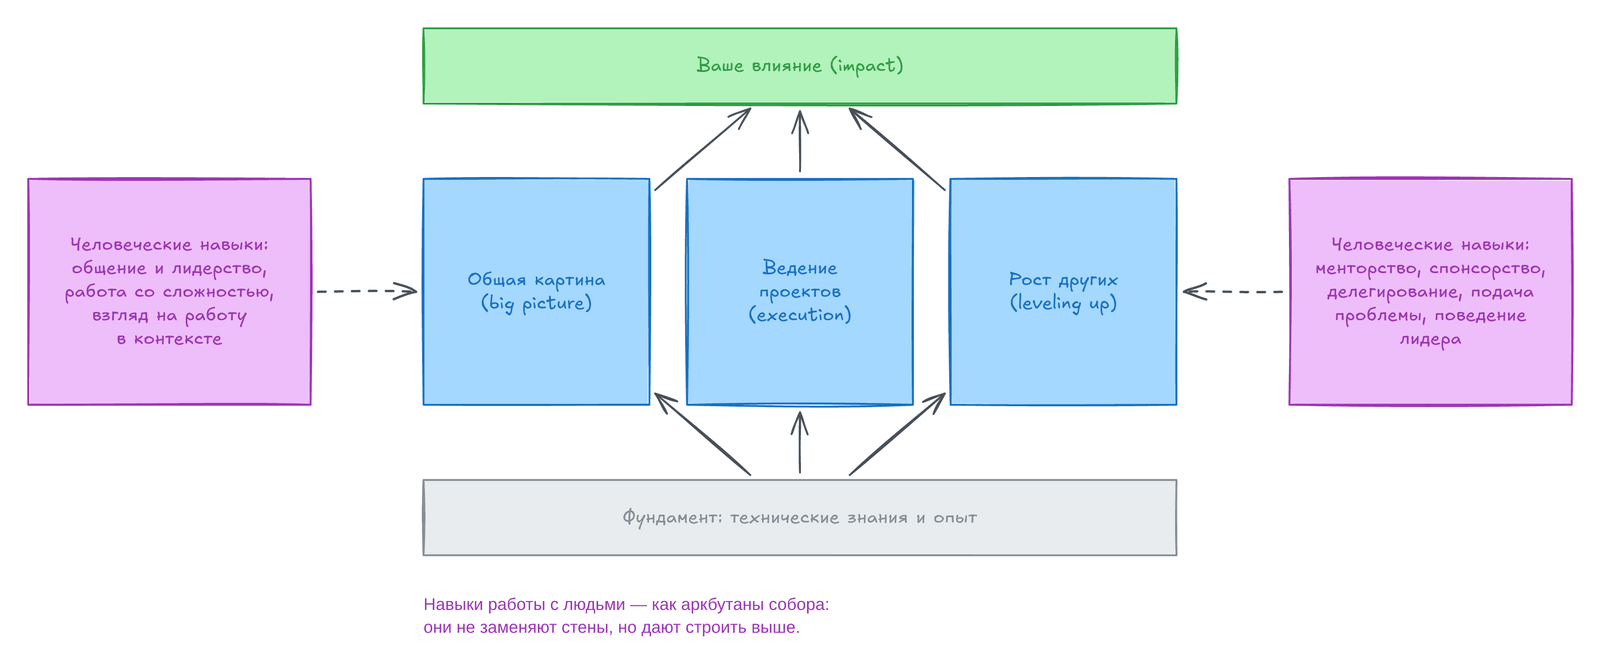 Ваше влияние (impact)
Человеческие навыки:
общение и лидерство,
работа со сложностью,
взгляд на работу
в контексте
Общая картина
(big picture)
Ведение
проектов
(execution)
Рост других
(leveling up)
Человеческие навыки:
менторство, спонсорство,
делегирование, подача
проблемы, поведение
лидера
Фундамент: технические знания и опыт
Навыки работы с людьми — как аркбутаны собора:
они не заменяют стены, но дают строить выше.